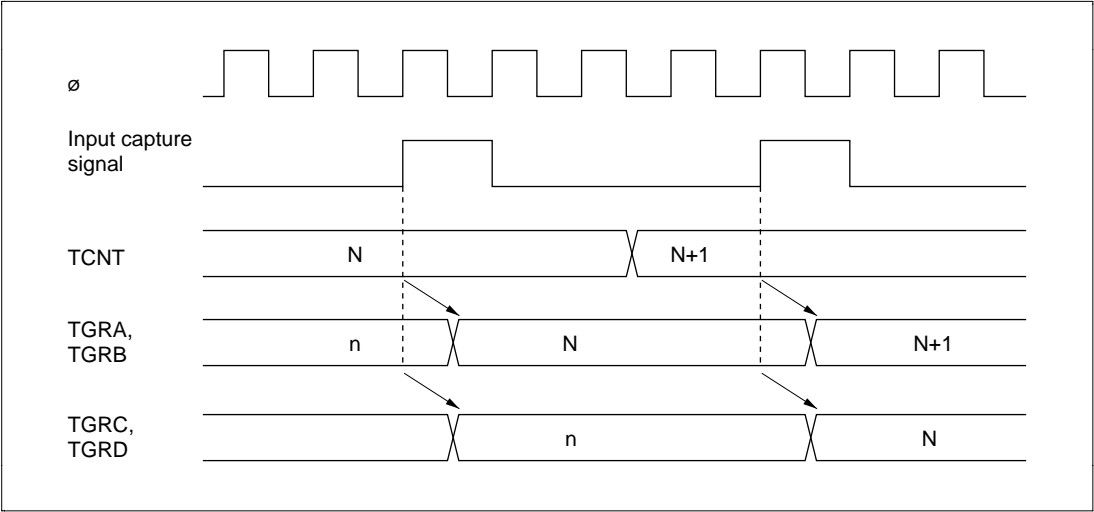 ø
Input capture
signal
TCNT
N
N+1
TGRA,
TGRB
n
N
N+1
TGRC,
TGRD
n
N